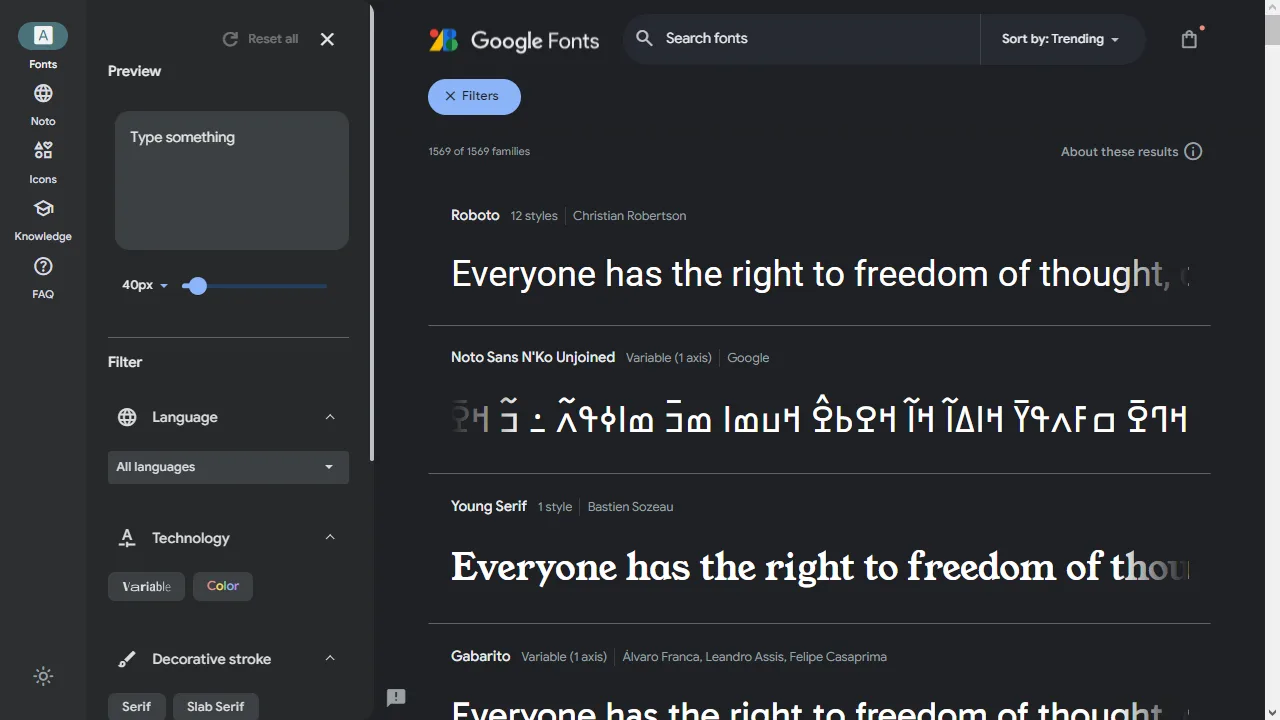 Fonts
Noto
Icons
Knowledge
FAQ
Reset all
Preview
Type something
40px
Filter
Language
All languages
Technology
Variable
Color
Decorative stroke
Serif
Slab Serif
Google Fonts
Search fonts
Sort by: Trending
Filters
1569 of 1569 families
About these results
Roboto 12 styles Christian Robertson
Everyone has the right to freedom of thought,
Noto Sans N'Ko Unjoined Variable (1 axis) Google
Young Serif 1 style Bastien Sozeau
Everyone has the right to freedom of thou
Gabarito Variable (1 axis) Álvaro Franca, Leandro Assis, Felipe Casaprima
Everyone has the right to freedom of thought